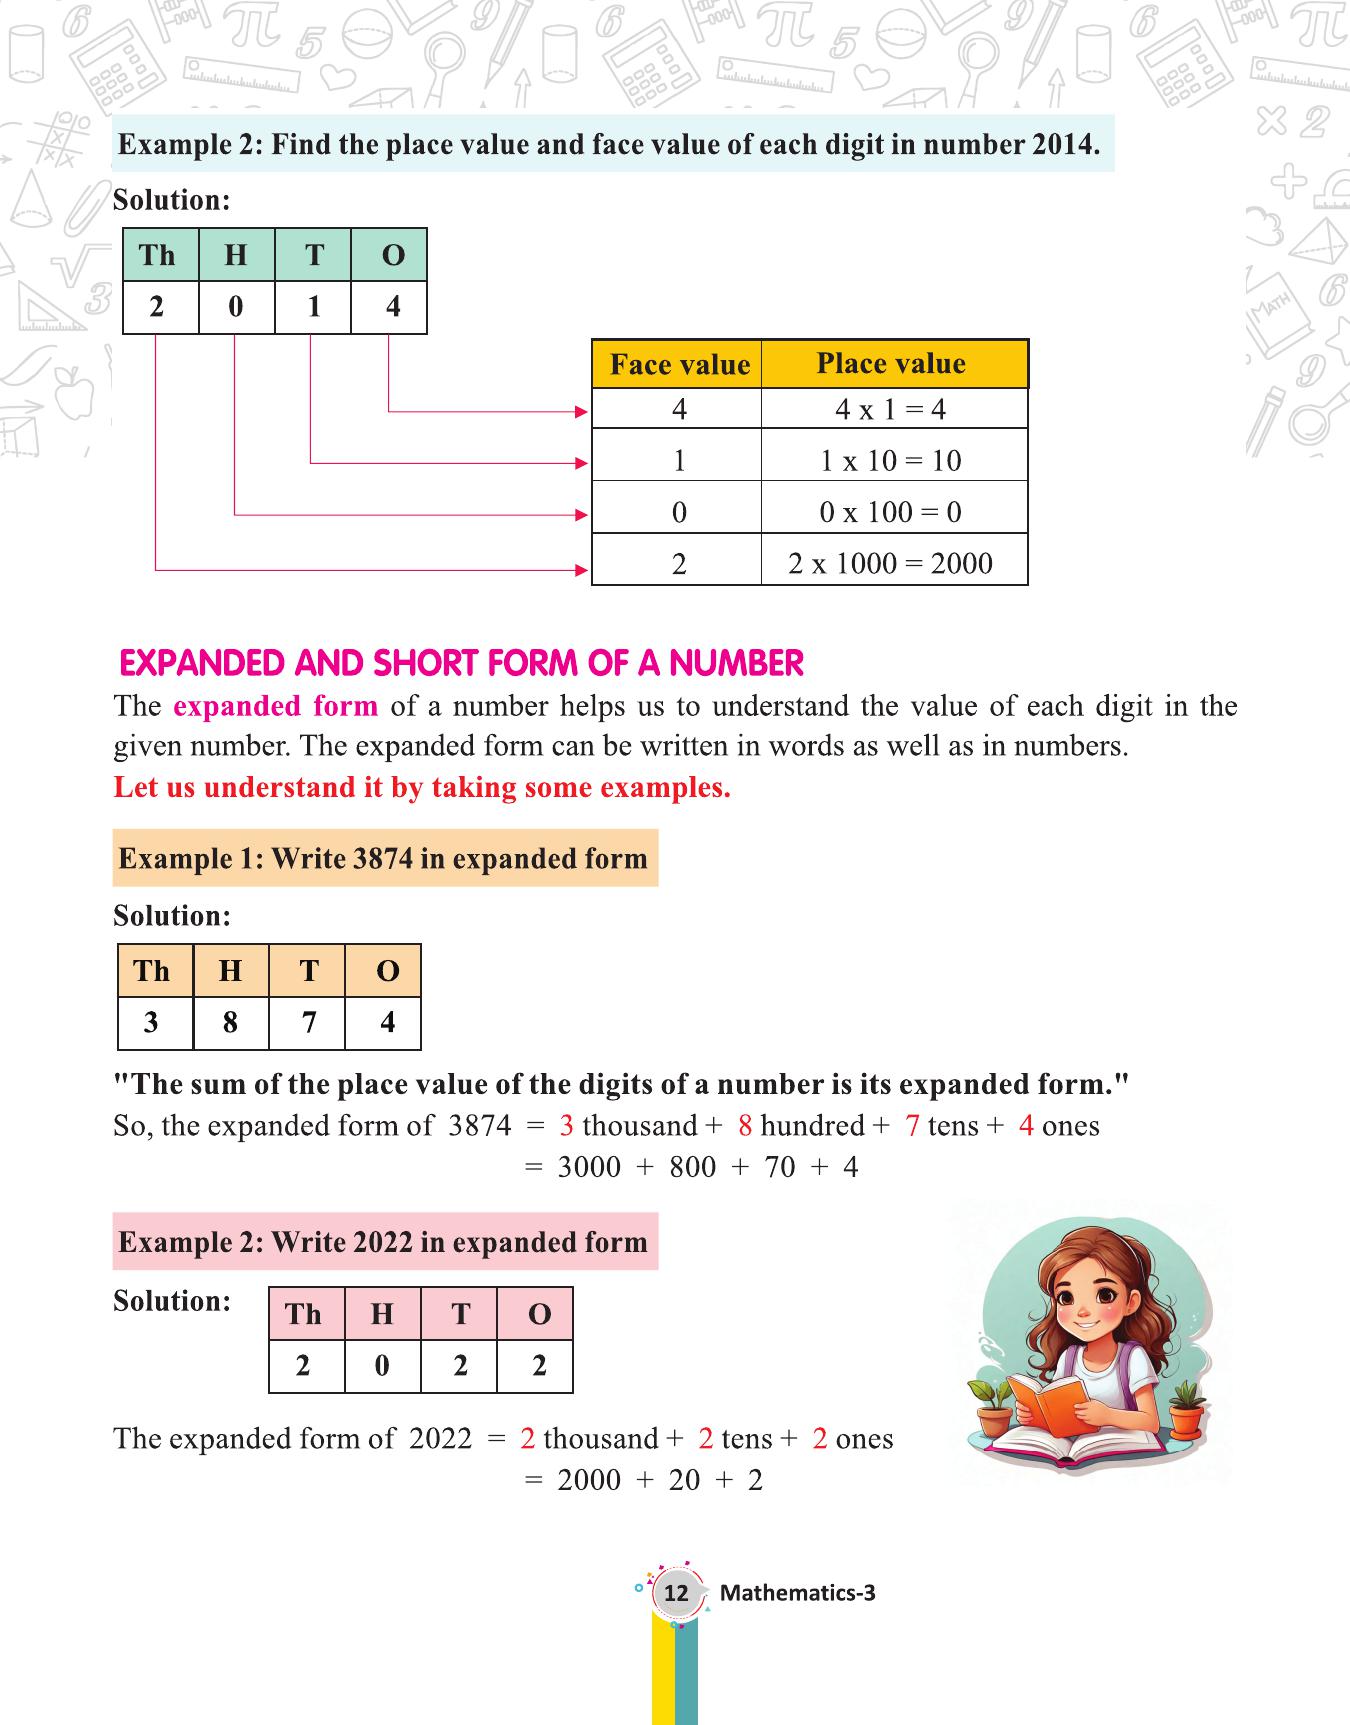 Example 2: Find the place value and face value of each digit in number 2014.
Solution:
Th H T O
2 0 1 4
Face value Place value
4 4 x 1 = 4
1 1 x 10 = 10
0 0 x 100 = 0
2 2 x 1000 = 2000
EXPANDED AND SHORT FORM OF A NUMBER
The expanded form of a number helps us to understand the value of each digit in the
given number. The expanded form can be written in words as well as in numbers.
Let us understand it by taking some examples.
Example 1: Write 3874 in expanded form
Solution:
Th H T O
3 8 7 4
"The sum of the place value of the digits of a number is its expanded form."
So, the expanded form of 3874 = 3 thousand + 8 hundred + 7 tens + 4 ones
= 3000 + 800 + 70 + 4
Example 2: Write 2022 in expanded form
Solution:
Th H T O
2 0 2 2
The expanded form of 2022 = 2 thousand + 2 tens + 2 ones
= 2000 + 20 + 2
12 Mathematics-3